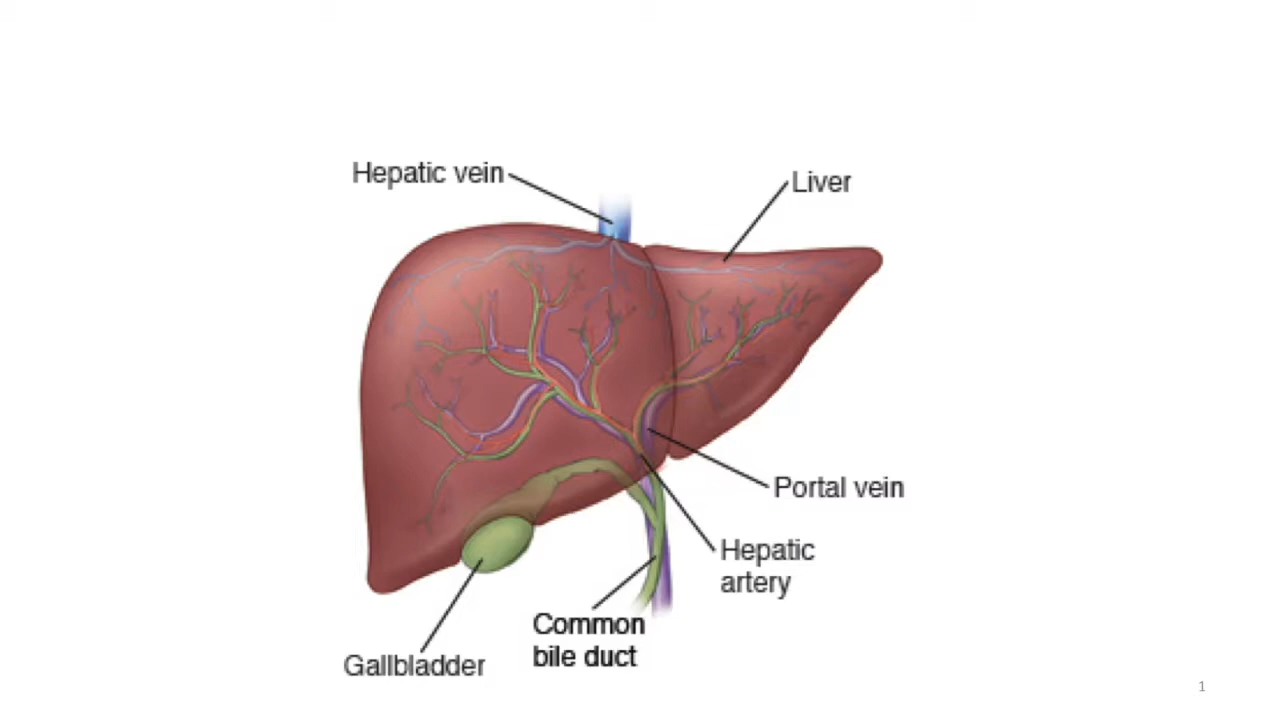 Hepatic vein
Liver
Portal vein
Hepatic
artery
Common
bile duct
Gallbladder
1